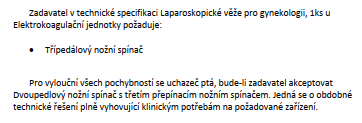 Zadavatel v technické specifikaci Laparoskopické věže pro gynekologii, 1ks u
Elektrokoagulační jednotky požaduje:
• Třípedálový nožní spínač
Pro vylouční všech pochybností se uchazeč ptá, bude-li zadavatel akceptovat
Dvoupedlový nožní spínač s třetím přepínacím nožním spínačem. Jedná se o obdobné
technické řešení plně vyhovující klinickým potřebám na požadované zařízení.